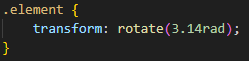 .element {
    transform: rotate(3.14rad);
}